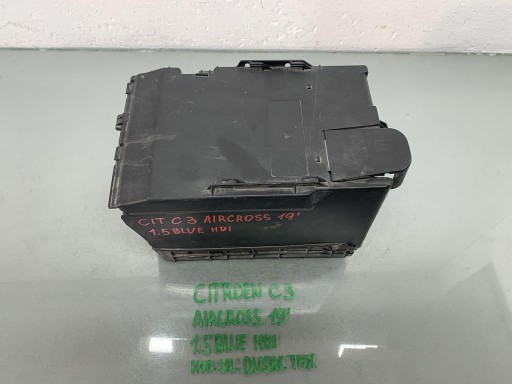 CIT C3 AIRCROSS 19'
1.5 BLUE HDI
CITROEN C3
AIRCROSS 19'
1.5 BLUE HDI